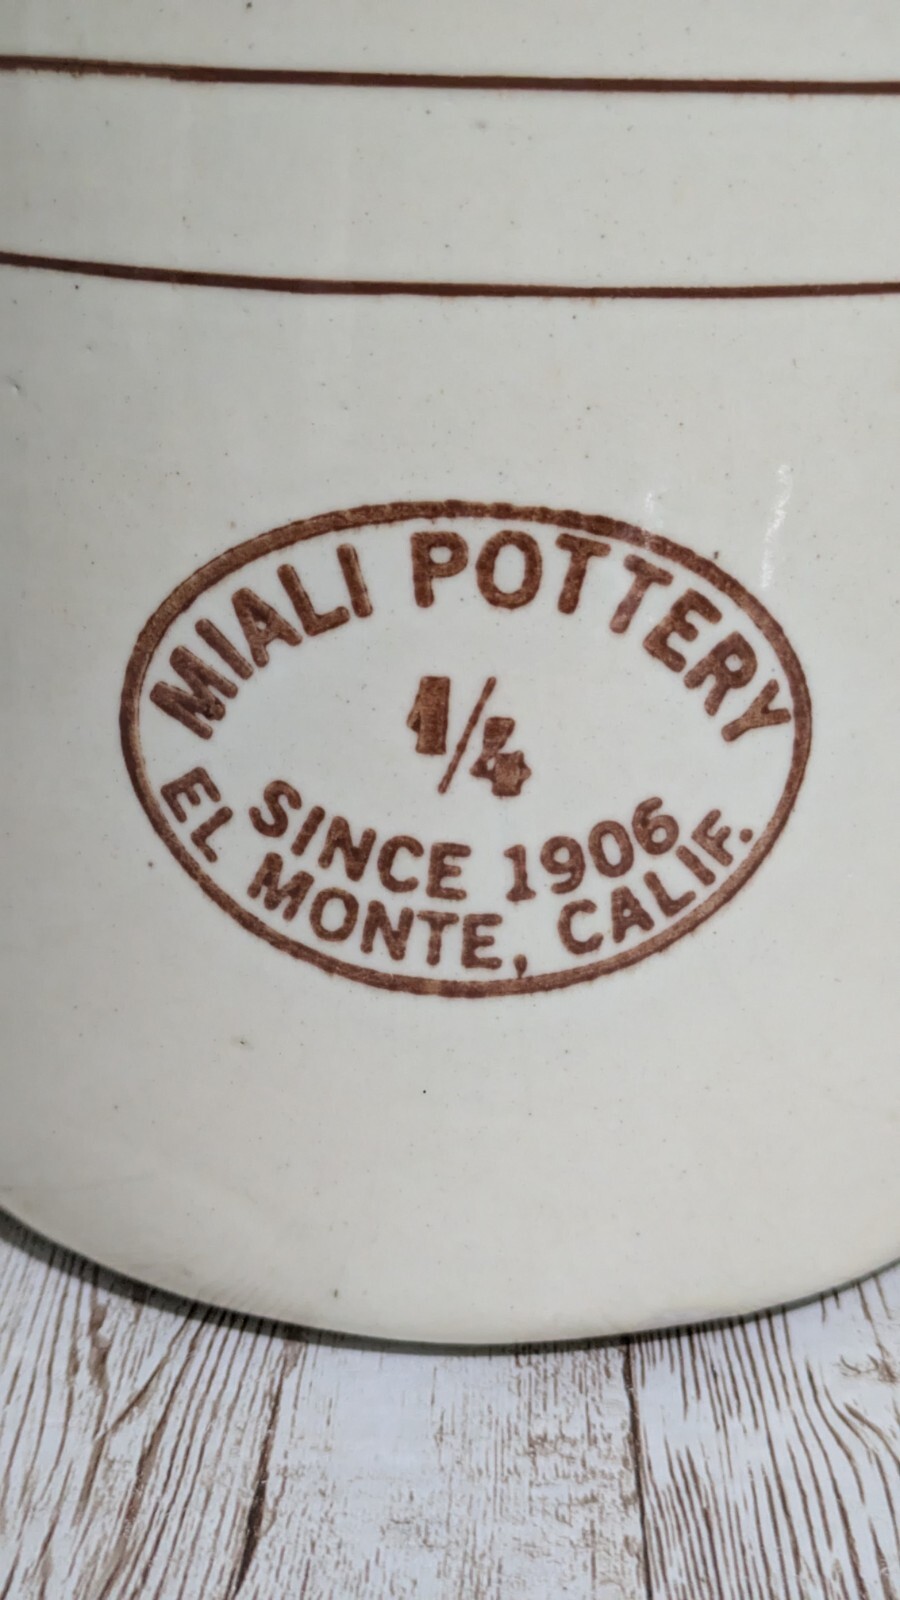 MIALI POTTERY
1/4
SINCE 1906
EL MONTE, CALIF.